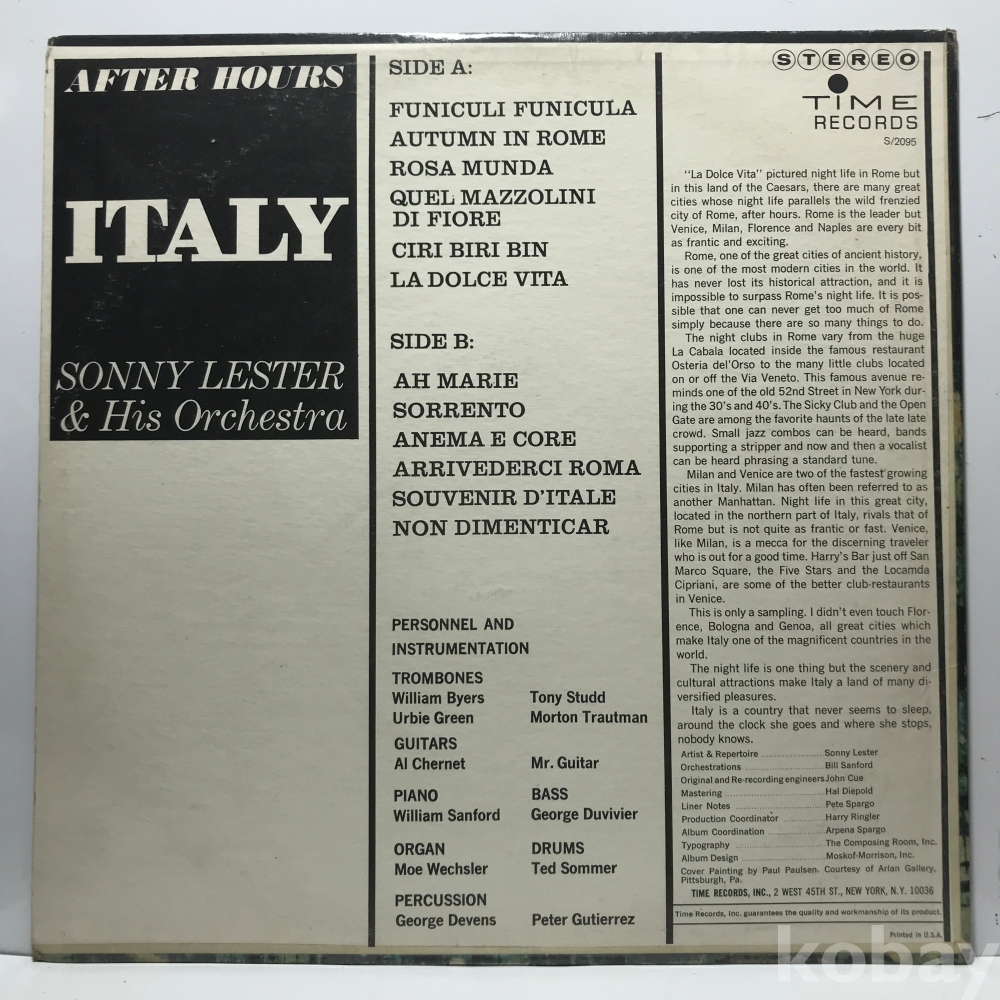 AFTER HOURS
ITALY
SONNY LESTER
& His Orchestra
SIDE A:
FUNICULI FUNICULA
AUTUMN IN ROME
ROSA MUNDA
QUEL MAZZOLINI
DI FIORE
CIRI BIRI BIN
LA DOLCE VITA
SIDE B:
AH MARIE
SORRENTO
ANEMA E CORE
ARRIVEDERCI ROMA
SOUVENIR D'ITALE
NON DIMENTICAR
PERSONNEL AND
INSTRUMENTATION
TROMBONES
William Byers Tony Studd
Urbie Green Morton Trautman
GUITARS
Al Chernet Mr. Guitar
PIANO BASS
William Sanford George Duvivier
ORGAN DRUMS
Moe Wechsler Ted Sommer
PERCUSSION
George Devens Peter Gutierrez
STEREO
TIME
RECORDS
S/2095
"La Dolce Vita" pictured night life in Rome but
in this land of the Caesars, there are many great
cities whose night life parallels the wild frenzied
city of Rome, after hours. Rome is the leader but
Venice, Milan, Florence and Naples are every bit
as frantic and exciting.
Rome, one of the great cities of ancient history,
is one of the most modern cities in the world. It
has never lost its historical attraction, and it is
impossible to surpass Rome's night life. It is pos-
sible that one can never get too much of Rome
simply because there are so many things to do.
The night clubs in Rome vary from the huge
La Cabala located inside the famous restaurant
Osteria del'Orso to the many little clubs located
on or off the Via Veneto. This famous avenue re-
minds one of the old 52nd Street in New York dur-
ing the 30's and 40's. The Sicky Club and the Open
Gate are among the favorite haunts of the late late
crowd. Small jazz combos can be heard, bands
supporting a stripper and now and then a vocalist
can be heard phrasing a standard tune.
Milan and Venice are two of the fastest growing
cities in Italy. Milan has often been referred to as
another Manhattan. Night life in this great city,
located in the northern part of Italy, rivals that of
Rome but is not quite as frantic or fast. Venice,
like Milan, is a mecca for the discerning traveler
who is out for a good time. Harry's Bar just off San
Marco Square, the Five Stars and the Locamda
Cipriani, are some of the better club-restaurants
in Venice.
This is only a sampling. I didn't even touch Flor-
ence, Bologna and Genoa, all great cities which
make Italy one of the magnificent countries in the
world.
The night life is one thing but the scenery and
cultural attractions make Italy a land of many di-
versified pleasures.
Italy is a country that never seems to sleep,
around the clock she goes and where she stops,
nobody knows.
Artist & Repertoire Sonny Lester
Orchestrations Bill Sanford
Original and Re-recording engineers John Cue
Mastering Hal Diepold
Liner Notes Pete Spargo
Production Coordinator Harry Ringler
Album Coordination Arpena Spargo
Typography The Composing Room, Inc.
Album Design Moskof-Morrison, Inc.
Cover Painting by Paul Paulsen. Courtesy of Arlan Gallery,
Pittsburgh, Pa.
TIME RECORDS, INC., 2 WEST 45TH ST., NEW YORK, N.Y. 10036
Time Records, Inc. guarantees the quality and workmanship of its product.
Printed in U.S.A.
kobay